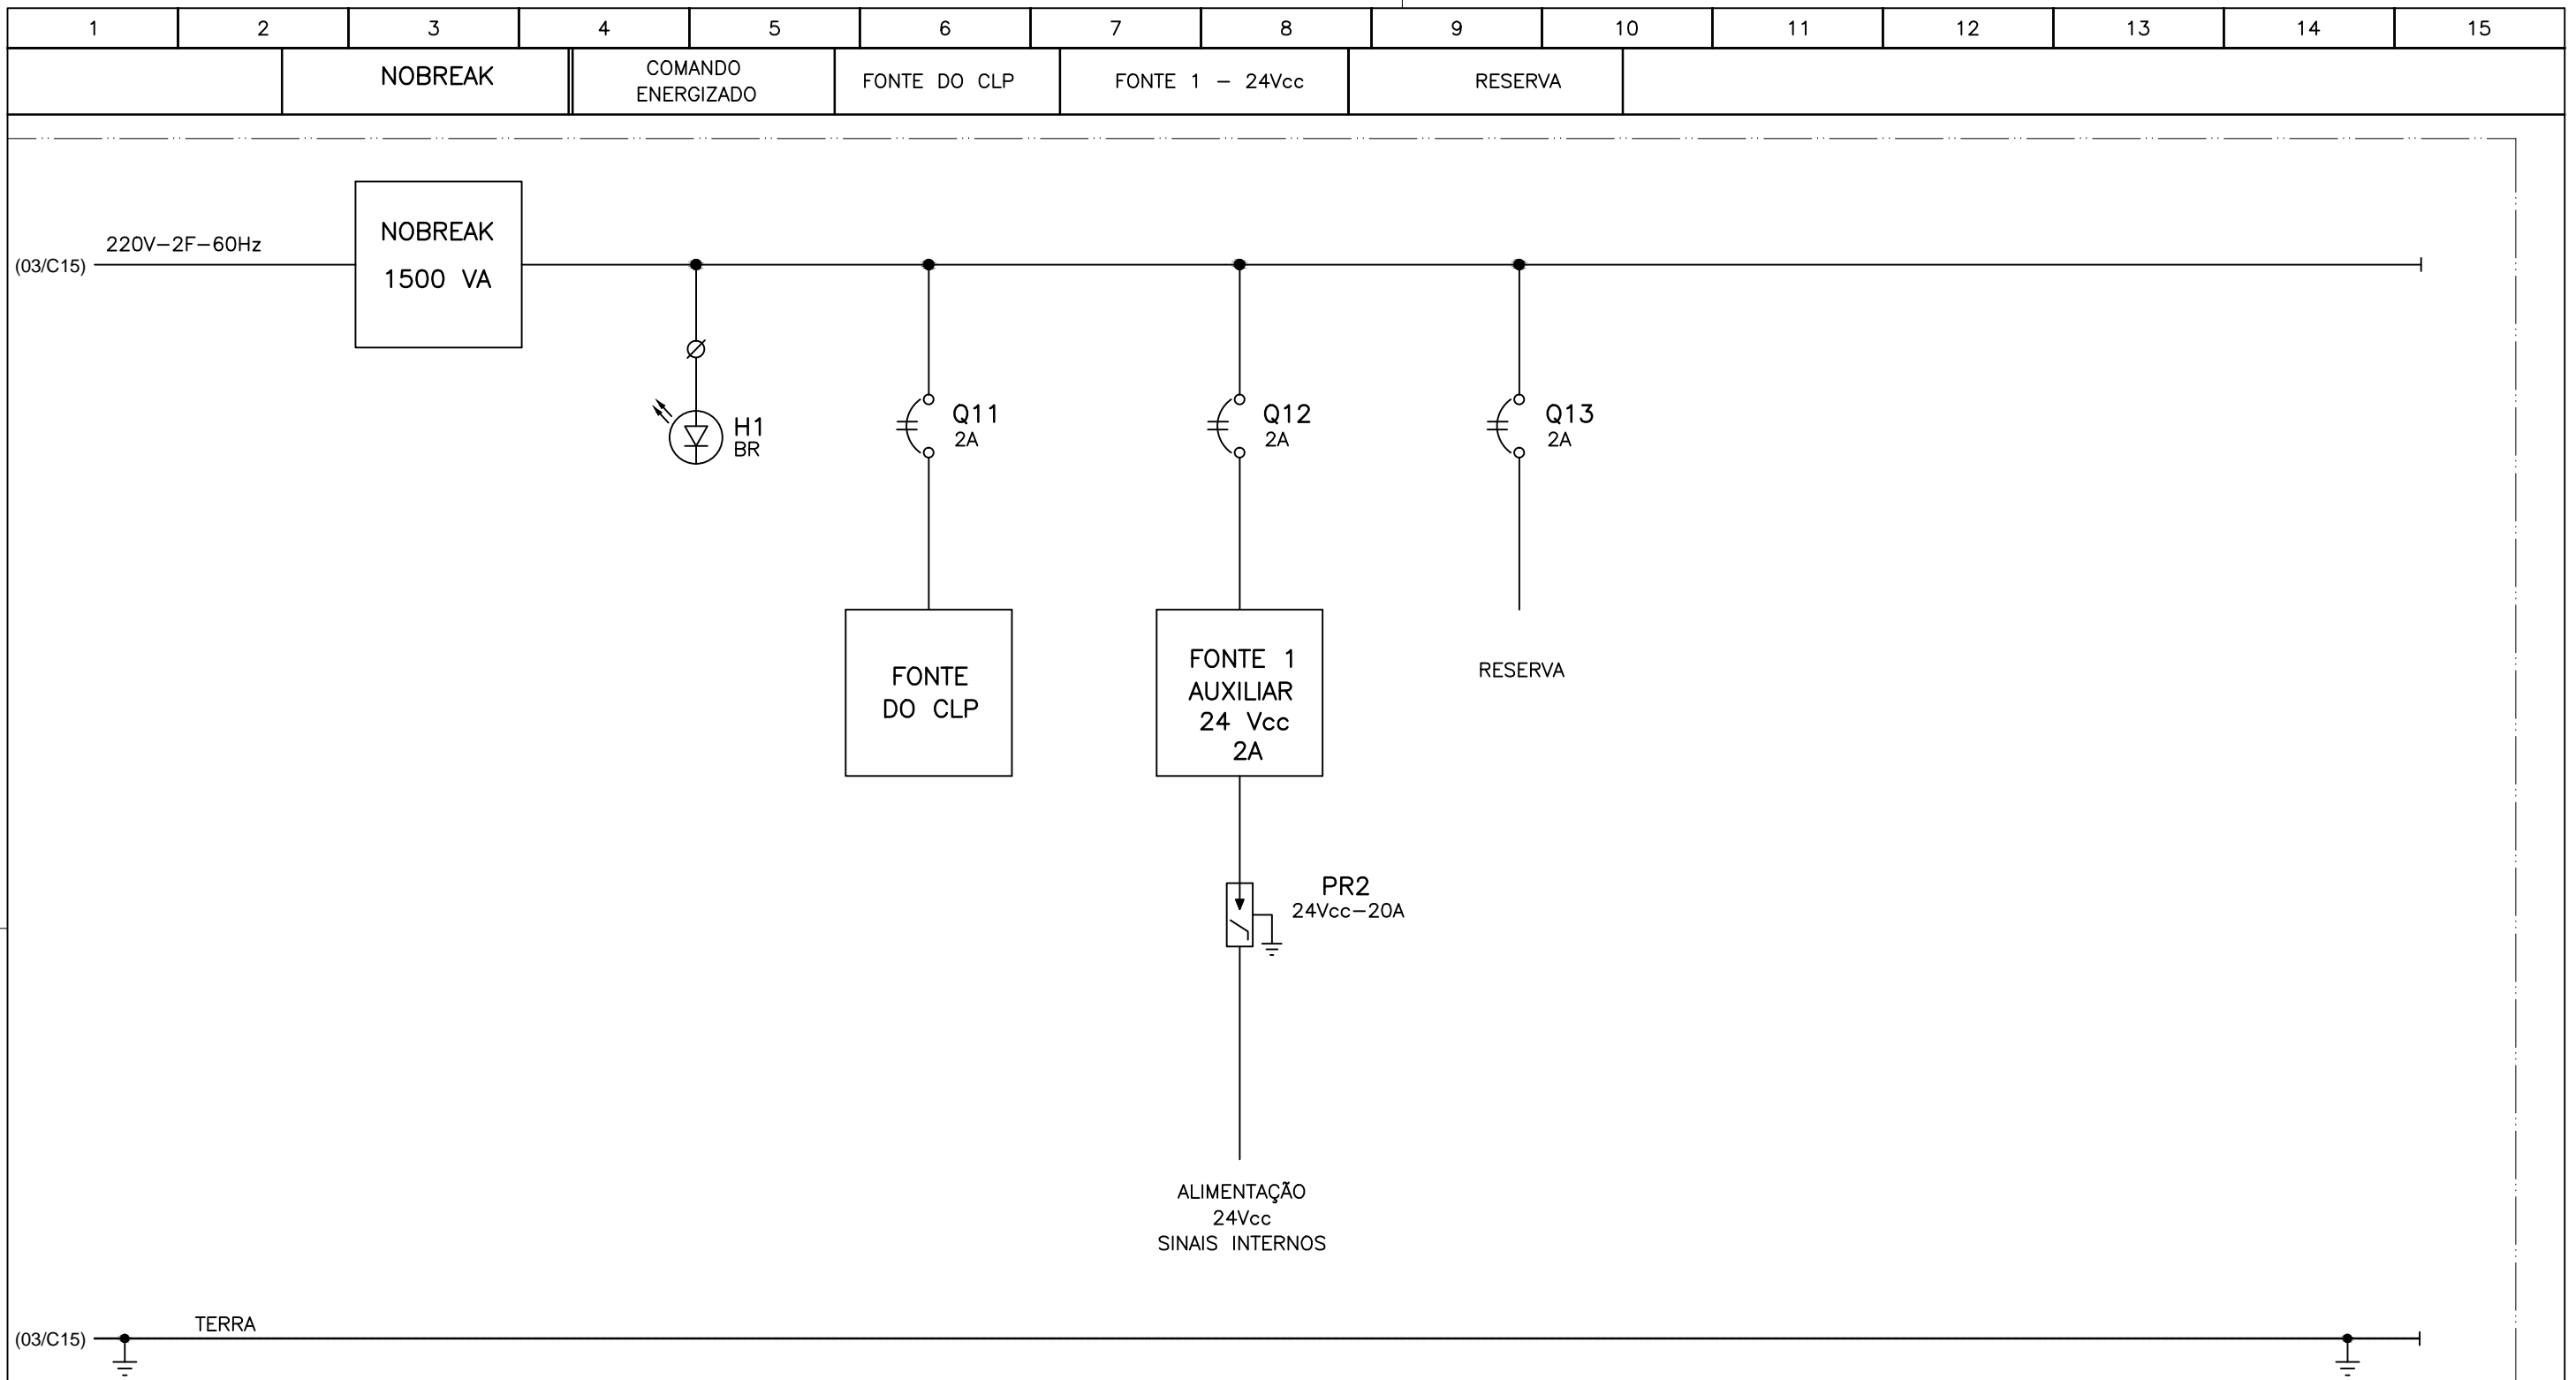 1 2 3 4 5 6 7 8 9 10 11 12 13 14 15
NOBREAK
COMANDO
ENERGIZADO
FONTE DO CLP
FONTE 1 - 24Vcc
RESERVA
220V-2F-60Hz
(03/C15)
NOBREAK
1500 VA
H1
BR
Q11
2A
Q12
2A
Q13
2A
FONTE
DO CLP
FONTE 1
AUXILIAR
24 Vcc
2A
RESERVA
PR2
24Vcc-20A
ALIMENTAÇÃO
24Vcc
SINAIS INTERNOS
TERRA
(03/C15)